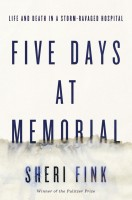 LIFE AND DEATH IN A STORM-RAVAGED HOSPITAL
FIVE DAYS
AT
MEMORIAL
SHERI FINK
Winner of the Pulitzer Prize